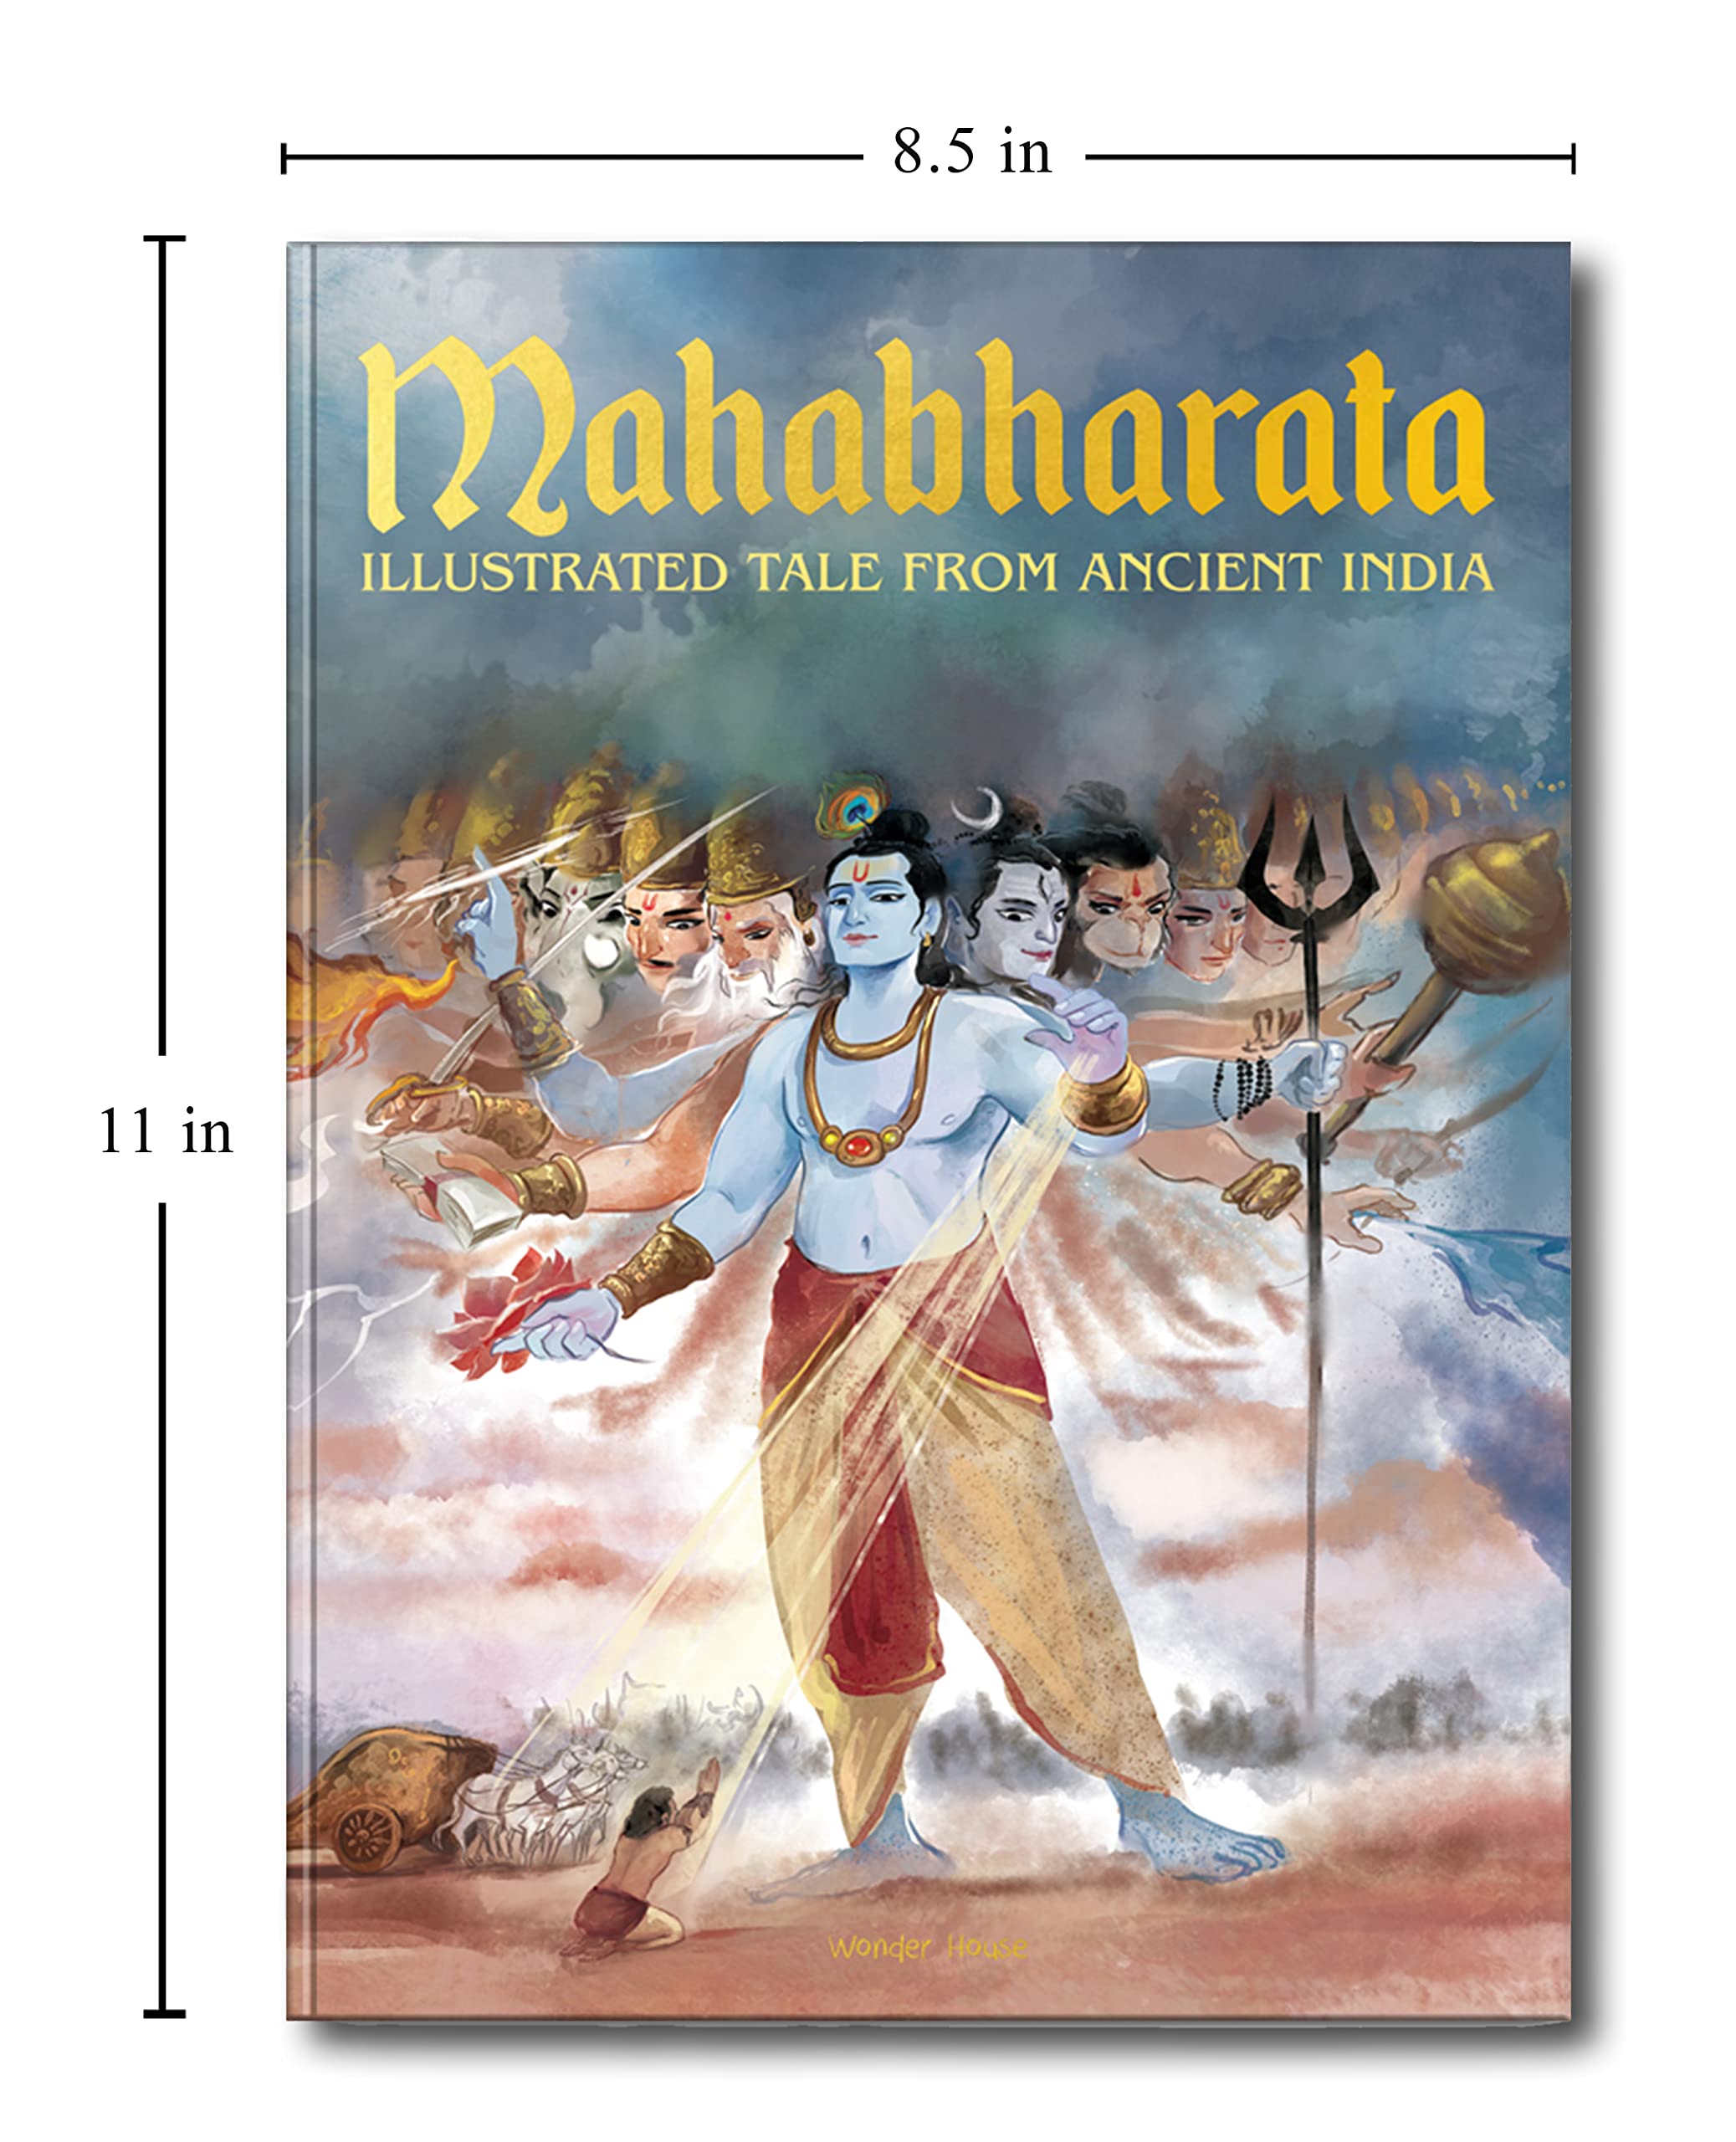 8.5 in
Mahabharata
ILLUSTRATED TALE FROM ANCIENT INDIA
11 in
Wonder House